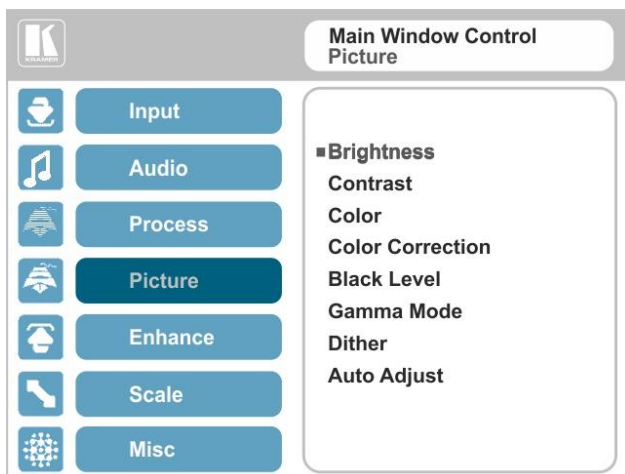 KRAMER
Main Window Control
Picture
Input
Audio
Process
Picture
Enhance
Scale
Misc
Brightness
Contrast
Color
Color Correction
Black Level
Gamma Mode
Dither
Auto Adjust